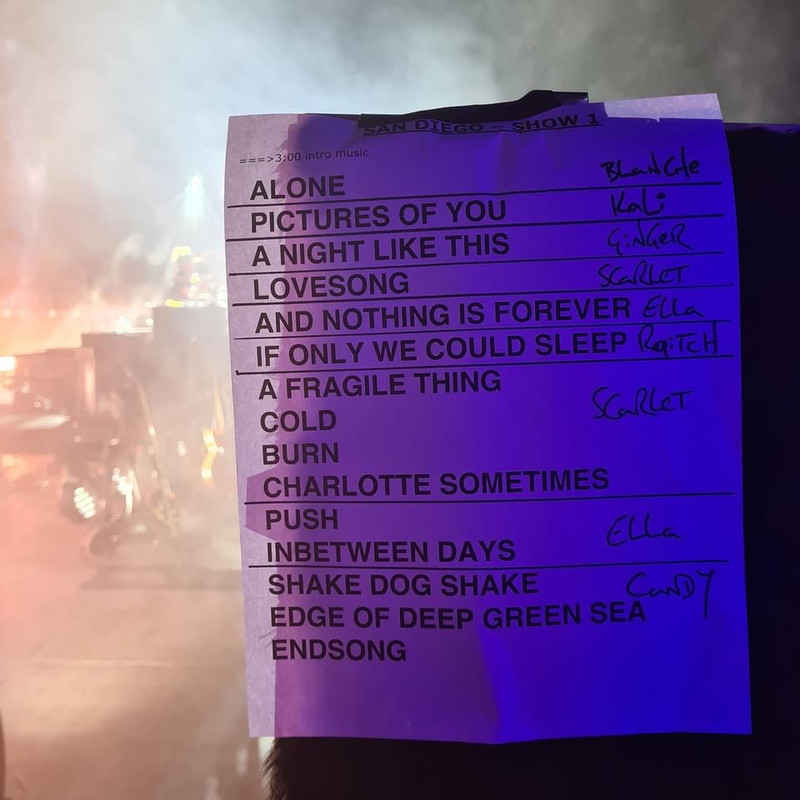 SAN DIEGO - SHOW 1
===>3:00 intro music
ALONE BLaNCHe
PICTURES OF YOU KaLi
A NIGHT LIKE THIS GiNGeR
LOVESONG SCaRLeT
AND NOTHING IS FOREVER ELLa
IF ONLY WE COULD SLEEP
A FRAGILE THING
COLD SCaRLeT
BURN
CHARLOTTE SOMETIMES
PUSH
INBETWEEN DAYS ELLa
SHAKE DOG SHAKE CaNDY
EDGE OF DEEP GREEN SEA
ENDSONG